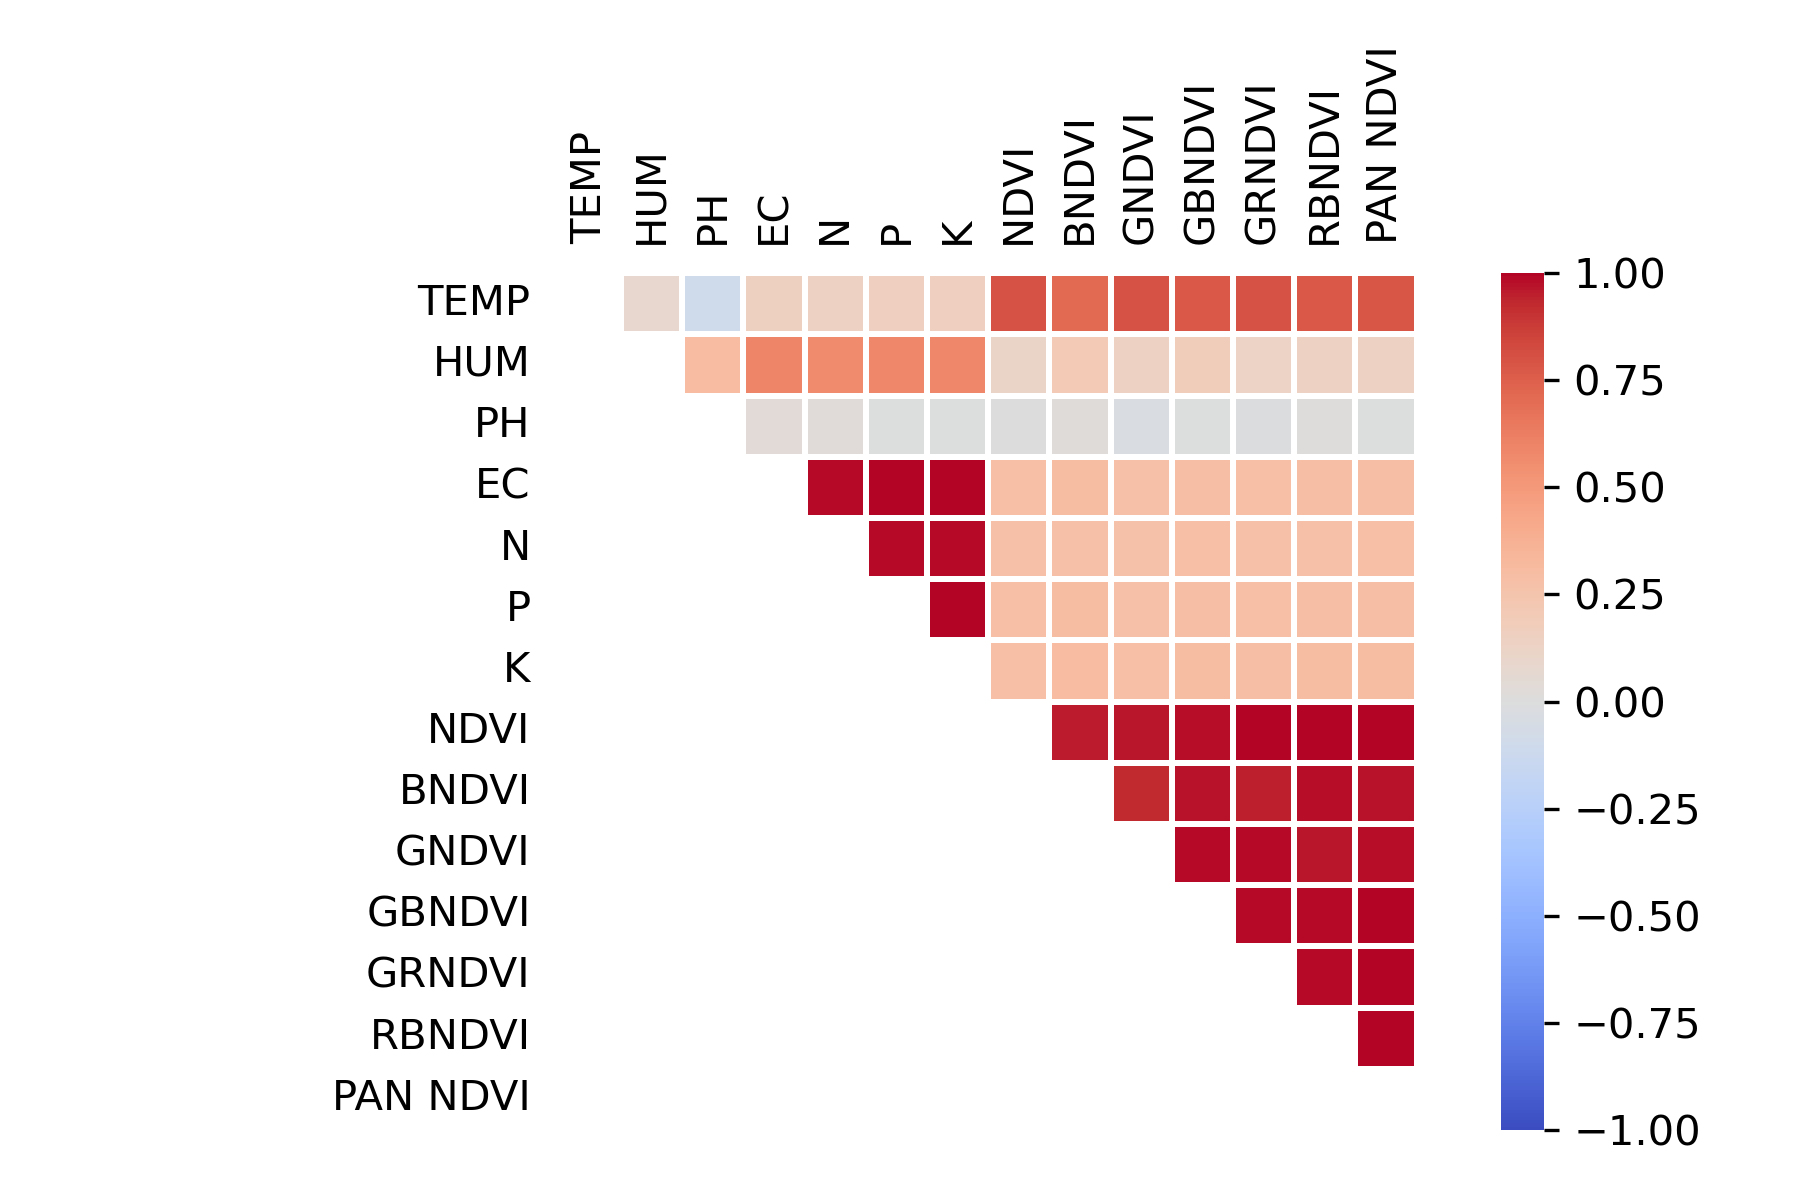 TEMP
HUM
PH
EC
N
P
K
NDVI
BNDVI
GNDVI
GBNDVI
GRNDVI
RBNDVI
PAN NDVI
TEMP
HUM
PH
EC
N
P
K
NDVI
BNDVI
GNDVI
GBNDVI
GRNDVI
RBNDVI
PAN NDVI
1.00
0.75
0.50
0.25
0.00
−0.25
−0.50
−0.75
−1.00